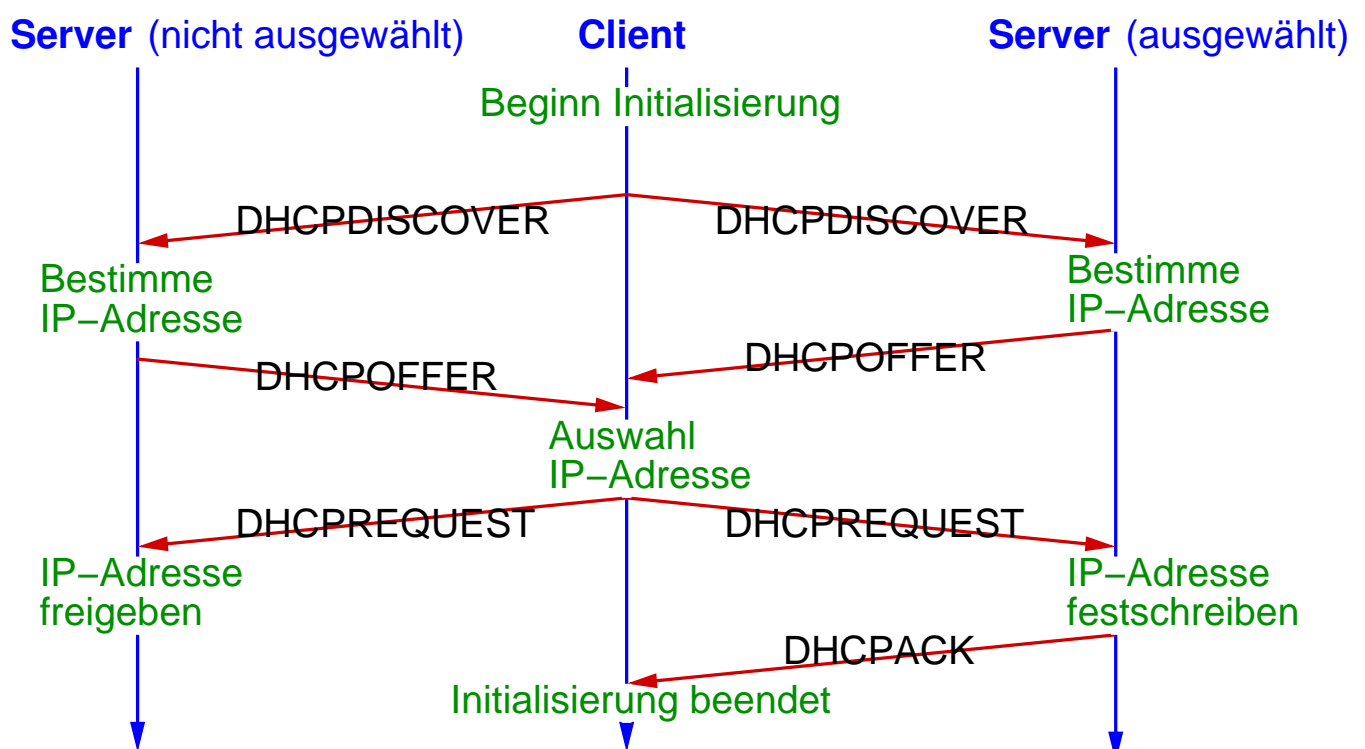 Server (nicht ausgewählt) Client Server (ausgewählt)
Beginn Initialisierung
DHCPDISCOVER DHCPDISCOVER
Bestimme
IP−Adresse
Bestimme
IP−Adresse
DHCPOFFER
DHCPOFFER
Auswahl
IP−Adresse
DHCPREQUEST DHCPREQUEST
IP−Adresse
freigeben
IP−Adresse
festschreiben
DHCPACK
Initialisierung beendet